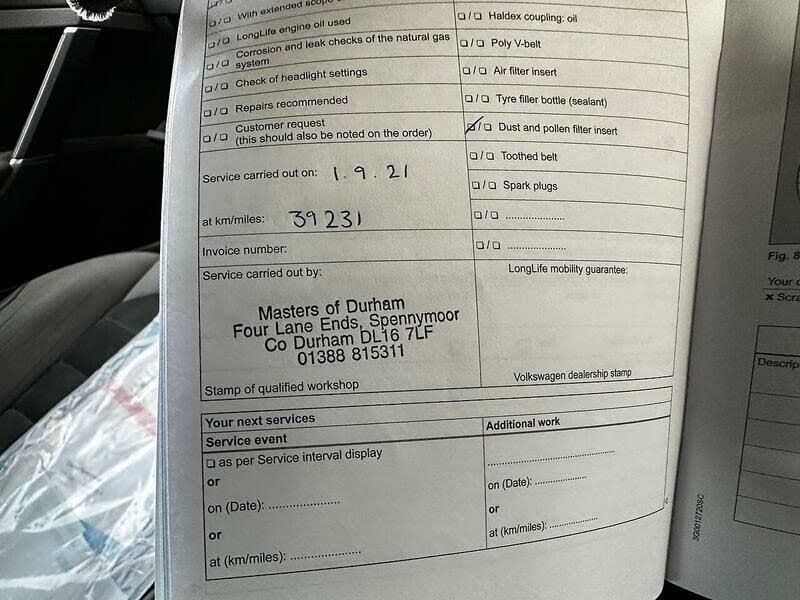 ❑/❑ With extended scope
❑/❑ LongLife engine oil used
❑/❑ Corrosion and leak checks of the natural gas
system
❑/❑ Check of headlight settings
❑/❑ Repairs recommended
❑/❑ Customer request
(this should also be noted on the order)
Service carried out on: 1.9.21
at km/miles: 39231
Invoice number:
Service carried out by:
Masters of Durham
Four Lane Ends, Spennymoor
Co Durham DL16 7LF
01388 815311
Stamp of qualified workshop
❑/❑ Haldex coupling: oil
❑/❑ Poly V-belt
❑/❑ Air filter insert
❑/❑ Tyre filler bottle (sealant)
☑/❑ Dust and pollen filter insert
❑/❑ Toothed belt
❑/❑ Spark plugs
❑/❑ ......................
❑/❑ ......................
LongLife mobility guarantee:
Volkswagen dealership stamp
Your next services
Service event
❑ as per Service interval display
or
on (Date): ......................
or
at (km/miles): ......................
Additional work
......................................
on (Date): ................
or
at (km/miles): ................
3G0012720SC
Fig. 8
Your
× Scra
Descrip